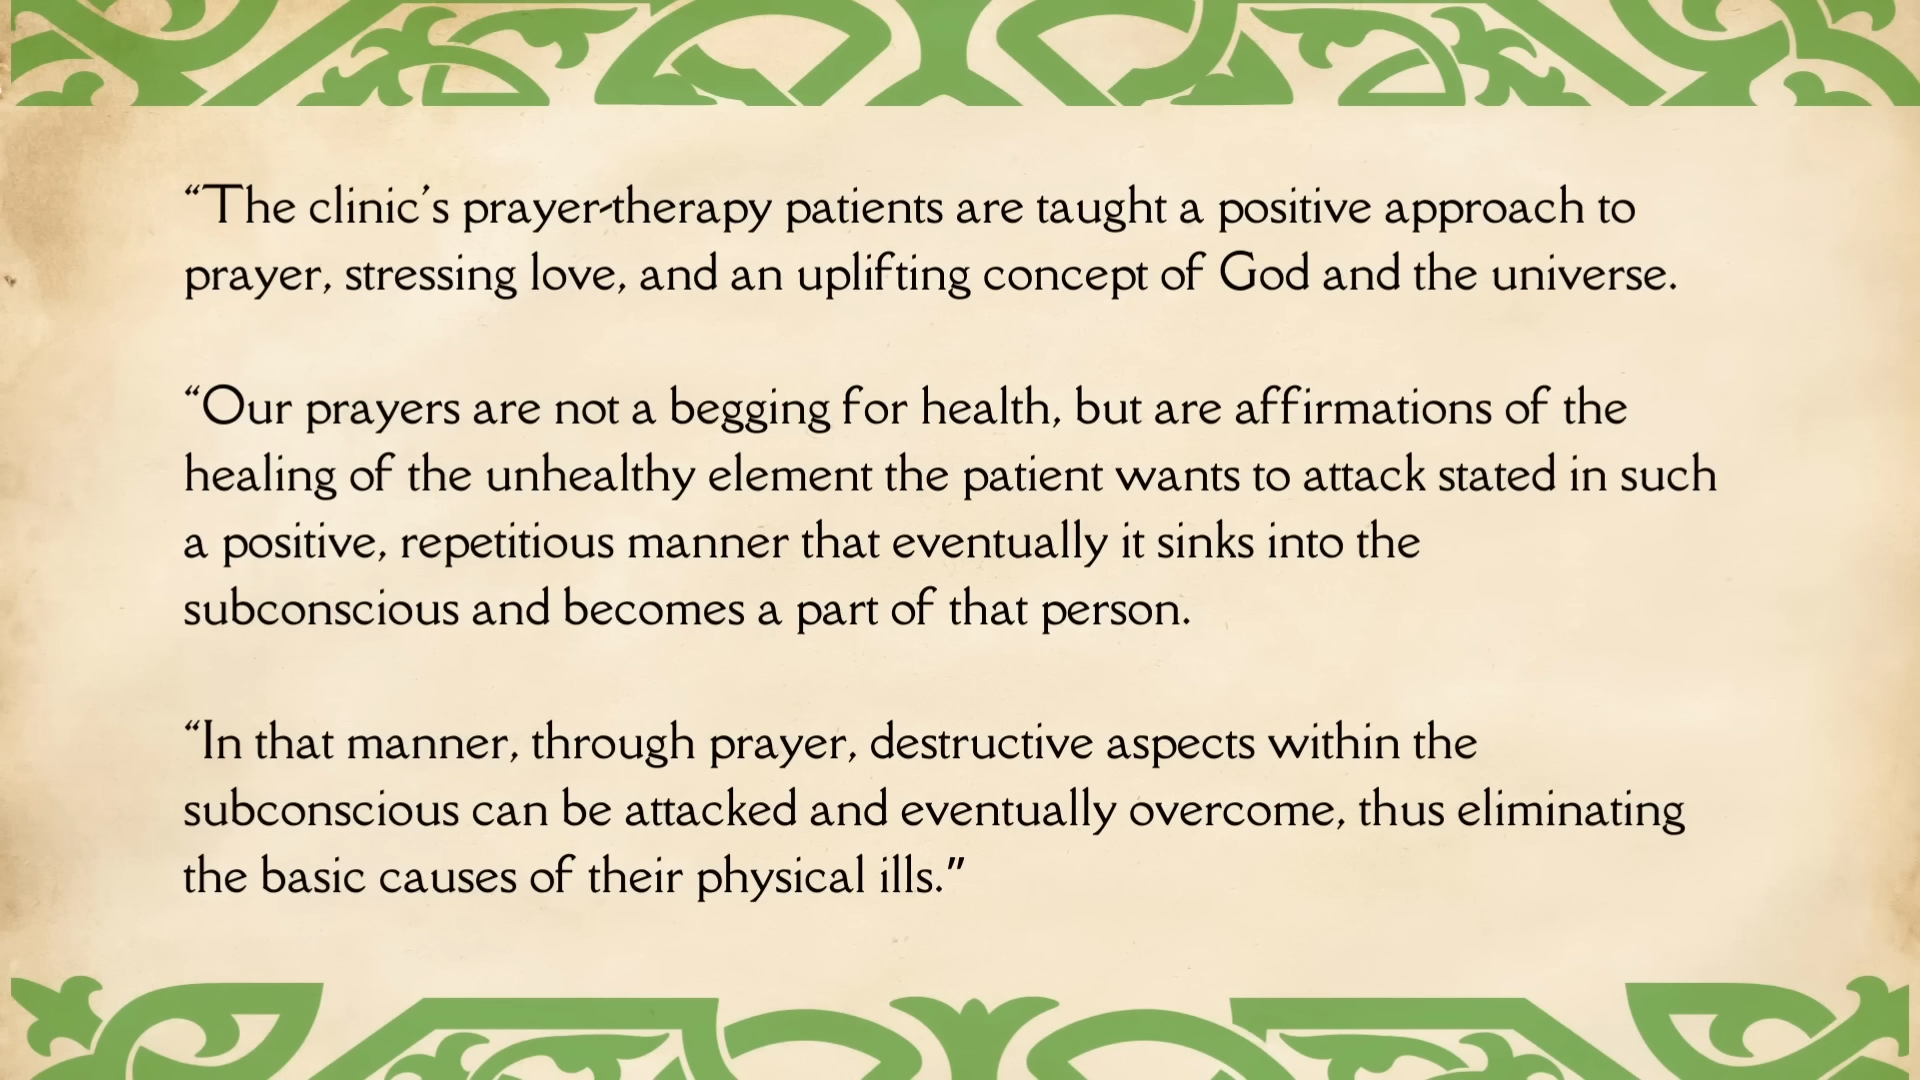 “The clinic’s prayer-therapy patients are taught a positive approach to
prayer, stressing love, and an uplifting concept of God and the universe.
“Our prayers are not a begging for health, but are affirmations of the
healing of the unhealthy element the patient wants to attack stated in such
a positive, repetitious manner that eventually it sinks into the
subconscious and becomes a part of that person.
“In that manner, through prayer, destructive aspects within the
subconscious can be attacked and eventually overcome, thus eliminating
the basic causes of their physical ills."